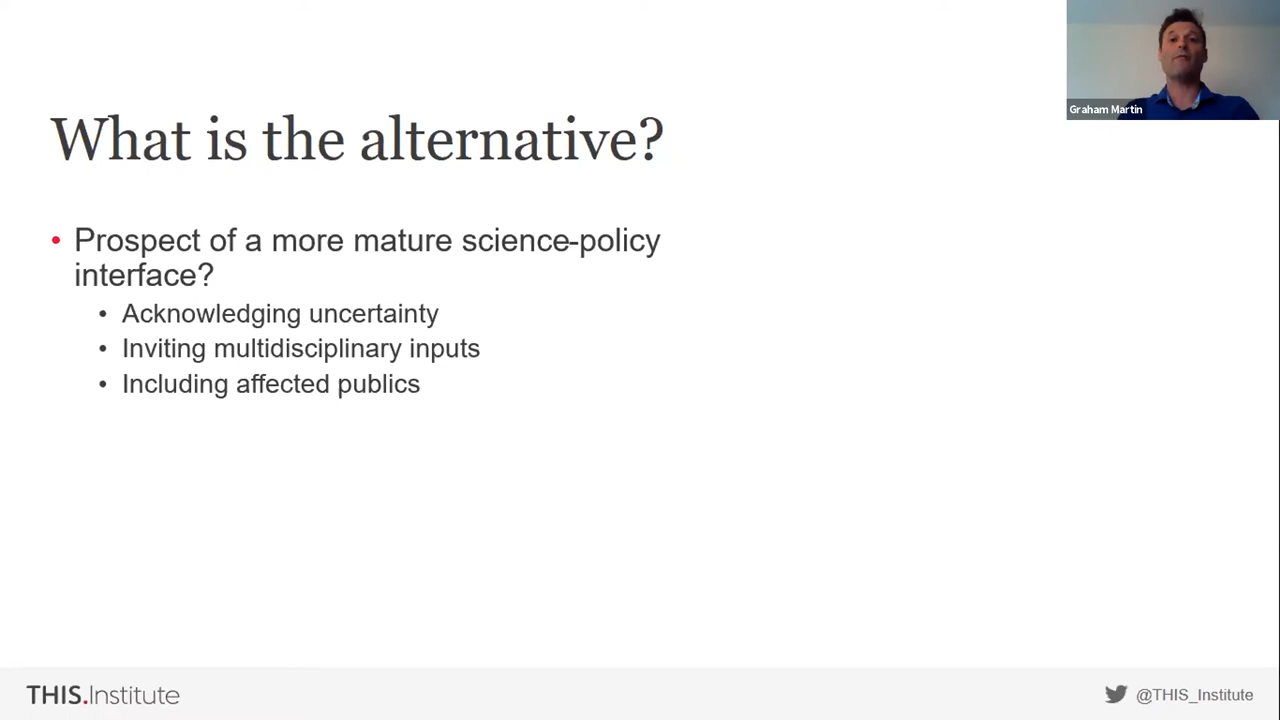 Graham Martin
What is the alternative?
• Prospect of a more mature science-policy
interface?
• Acknowledging uncertainty
• Inviting multidisciplinary inputs
• Including affected publics
THIS.Institute
@THIS_Institute